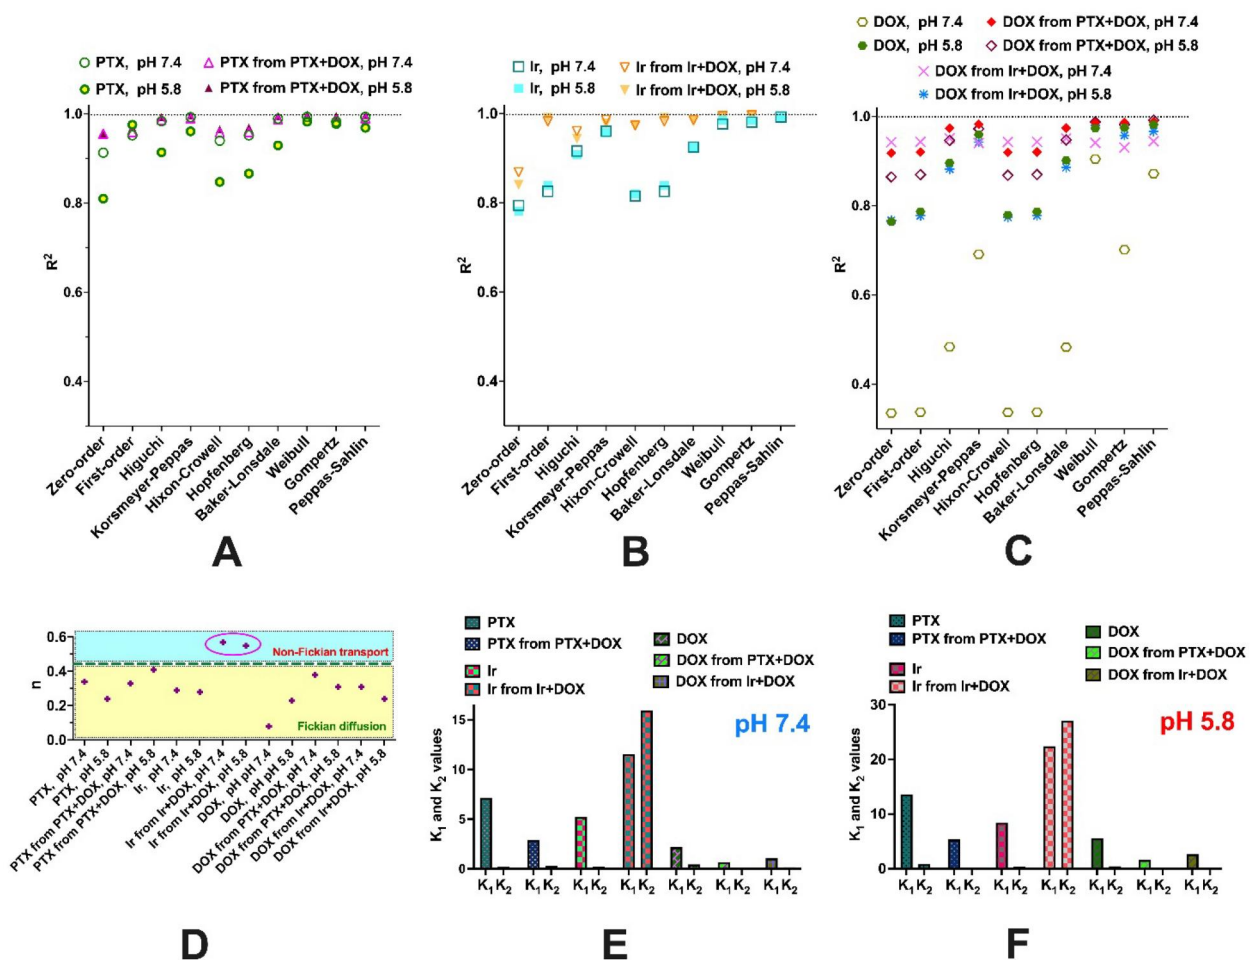 PTX, pH 7.4
PTX from PTX+DOX, pH 7.4
PTX, pH 5.8
PTX from PTX+DOX, pH 5.8
1.0
0.8
0.6
0.4
R²
Zero-order
First-order
Higuchi
Korsmeyer-Peppas
Hixon-Crowell
Hopfenberg
Baker-Lonsdale
Weibull
Gompertz
Peppas-Sahlin
A
Ir, pH 7.4
Ir from Ir+DOX, pH 7.4
Ir, pH 5.8
Ir from Ir+DOX, pH 5.8
1.0
0.8
0.6
0.4
R²
Zero-order
First-order
Higuchi
Korsmeyer-Peppas
Hixon-Crowell
Hopfenberg
Baker-Lonsdale
Weibull
Gompertz
Peppas-Sahlin
B
DOX, pH 7.4
DOX from PTX+DOX, pH 7.4
DOX, pH 5.8
DOX from PTX+DOX, pH 5.8
DOX from Ir+DOX, pH 7.4
DOX from Ir+DOX, pH 5.8
1.0
0.8
0.6
0.4
R²
Zero-order
First-order
Higuchi
Korsmeyer-Peppas
Hixon-Crowell
Hopfenberg
Baker-Lonsdale
Weibull
Gompertz
Peppas-Sahlin
C
0.6
0.4
0.2
0.0
n
Non-Fickian transport
Fickian diffusion
PTX, pH 7.4
PTX, pH 5.8
PTX from PTX+DOX, pH 7.4
PTX from PTX+DOX, pH 5.8
Ir, pH 7.4
Ir, pH 5.8
Ir from Ir+DOX, pH 7.4
Ir from Ir+DOX, pH 5.8
DOX, pH pH 7.4
DOX, pH pH 5.8
DOX from PTX+DOX, pH 7.4
DOX from PTX+DOX, pH 5.8
DOX from Ir+DOX, pH 7.4
DOX from Ir+DOX, pH 5.8
D
PTX
PTX from PTX+DOX
Ir
Ir from Ir+DOX
DOX
DOX from PTX+DOX
DOX from Ir+DOX
pH 7.4
15
10
5
0
K₁ and K₂ values
K₁ K₂ K₁ K₂ K₁ K₂ K₁ K₂ K₁ K₂ K₁ K₂ K₁ K₂
E
PTX
PTX from PTX+DOX
Ir
Ir from Ir+DOX
DOX
DOX from PTX+DOX
DOX from Ir+DOX
pH 5.8
30
20
10
0
K₁ and K₂ values
K₁ K₂ K₁ K₂ K₁ K₂ K₁ K₂ K₁ K₂ K₁ K₂ K₁ K₂
F